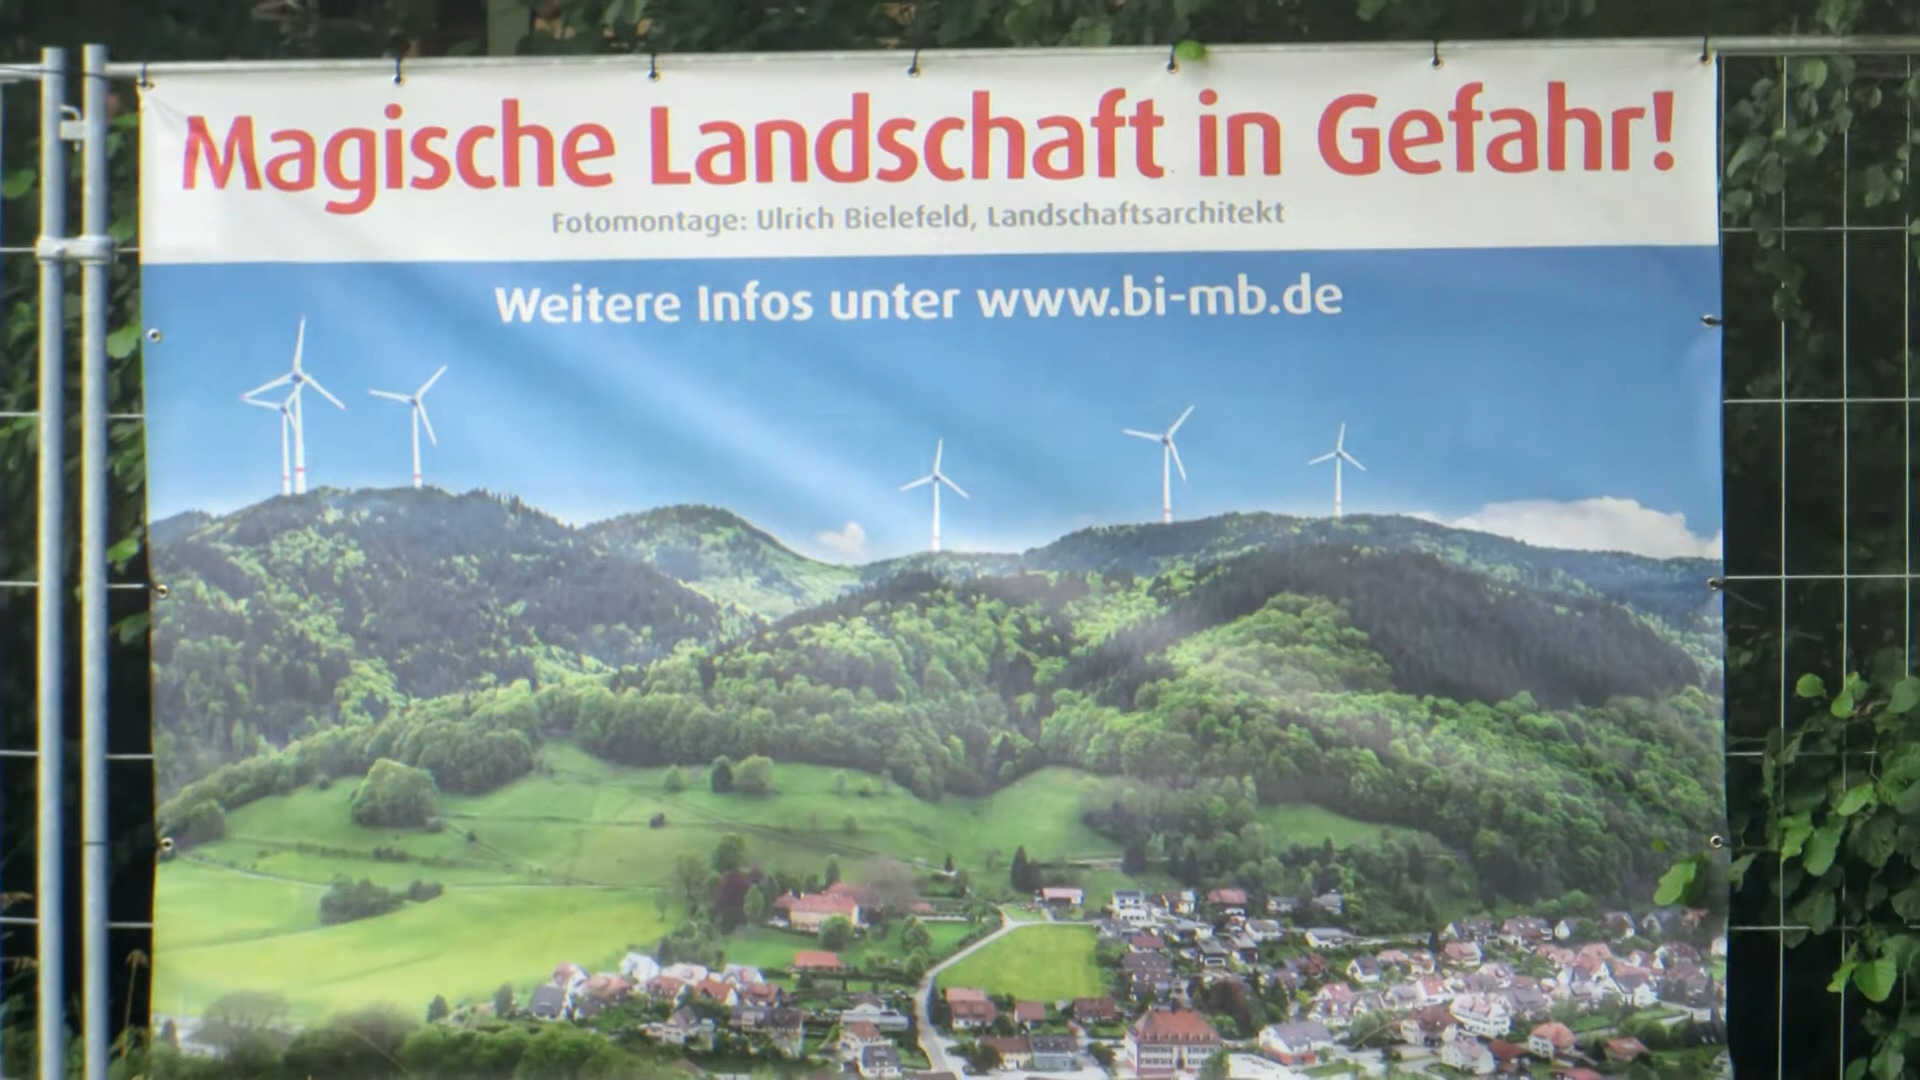 Magische Landschaft in Gefahr!
Fotomontage: Ulrich Bielefeld, Landschaftsarchitekt
Weitere Infos unter www.bi-mb.de